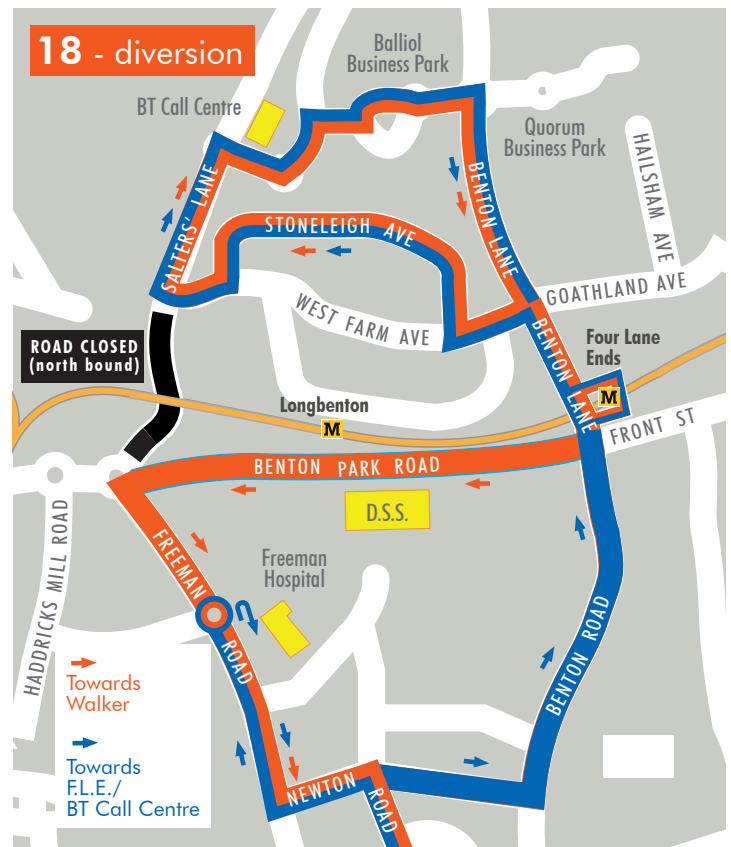 18 - diversion
Balliol
Business Park
BT Call Centre
Quorum
Business Park
HAILSHAM AVE
SALTERS' LANE
BENTON LANE
STONELEIGH AVE
GOATHLAND AVE
WEST FARM AVE
BENTON LANE
ROAD CLOSED
(north bound)
Four Lane
Ends
M
Longbenton
M
FRONT ST
BENTON PARK ROAD
D.S.S.
HADDRICKS MILL ROAD
FREEMAN ROAD
Freeman
Hospital
BENTON ROAD
Towards
Walker
Towards
F.L.E./
BT Call Centre
NEWTON ROAD